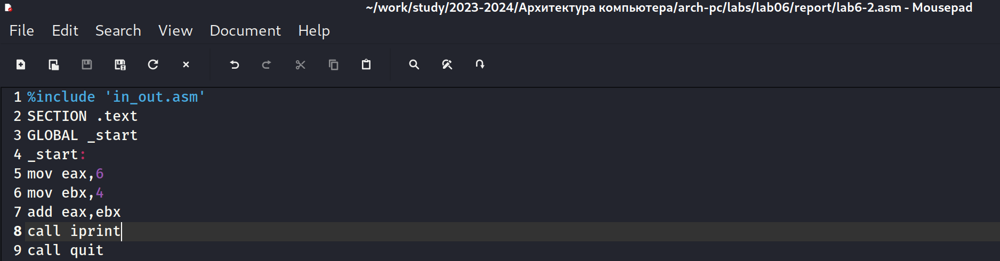 ~/work/study/2023-2024/Архитектура компьютера/arch-pc/labs/lab06/report/lab6-2.asm - Mousepad
File Edit Search View Document Help
1 %include 'in_out.asm'
2 SECTION .text
3 GLOBAL _start
4 _start:
5 mov eax,6
6 mov ebx,4
7 add eax,ebx
8 call iprint
9 call quit